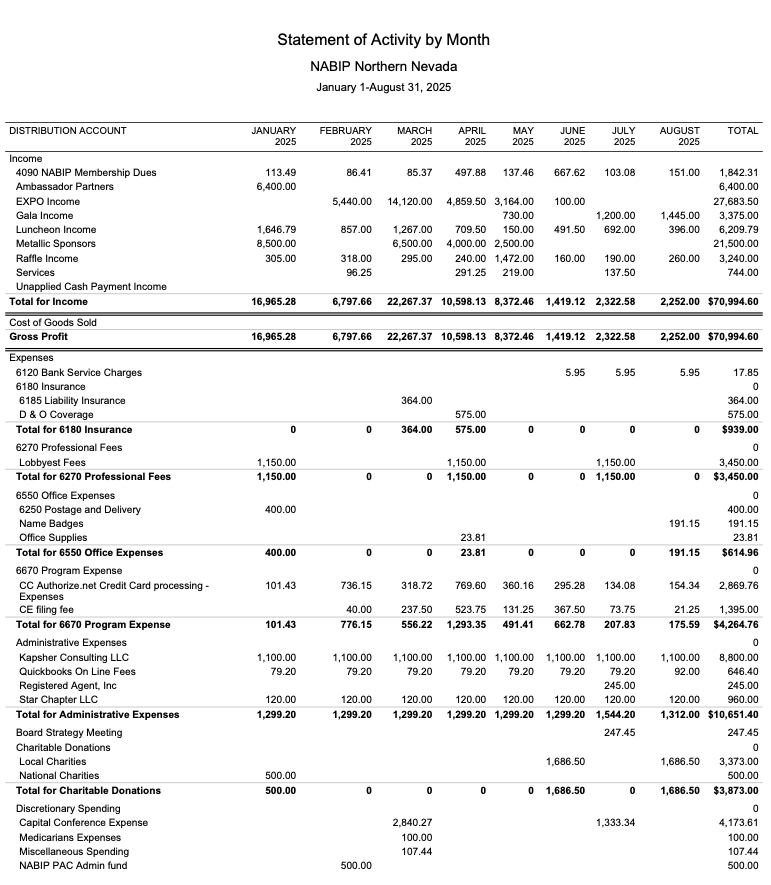 Statement of Activity by Month
NABIP Northern Nevada
January 1-August 31, 2025
DISTRIBUTION ACCOUNT JANUARY 2025 FEBRUARY 2025 MARCH 2025 APRIL 2025 MAY 2025 JUNE 2025 JULY 2025 AUGUST 2025 TOTAL
Income
4090 NABIP Membership Dues 113.49 86.41 85.37 497.88 137.46 667.62 103.08 151.00 1,842.31
Ambassador Partners 6,400.00 6,400.00
EXPO Income 5,440.00 14,120.00 4,859.50 3,164.00 100.00 27,683.50
Gala Income 730.00 1,200.00 1,445.00 3,375.00
Luncheon Income 1,646.79 857.00 1,267.00 709.50 150.00 491.50 692.00 396.00 6,209.79
Metallic Sponsors 8,500.00 6,500.00 4,000.00 2,500.00 21,500.00
Raffle Income 305.00 318.00 295.00 240.00 1,472.00 160.00 190.00 260.00 3,240.00
Services 96.25 291.25 219.00 137.50 744.00
Unapplied Cash Payment Income
Total for Income 16,965.28 6,797.66 22,267.37 10,598.13 8,372.46 1,419.12 2,322.58 2,252.00 $70,994.60
Cost of Goods Sold
Gross Profit 16,965.28 6,797.66 22,267.37 10,598.13 8,372.46 1,419.12 2,322.58 2,252.00 $70,994.60
Expenses
6120 Bank Service Charges 5.95 5.95 5.95 17.85
6180 Insurance 0
6185 Liability Insurance 364.00 364.00
D & O Coverage 575.00 575.00
Total for 6180 Insurance 0 0 364.00 575.00 0 0 0 0 $939.00
6270 Professional Fees 0
Lobbyest Fees 1,150.00 1,150.00 1,150.00 3,450.00
Total for 6270 Professional Fees 1,150.00 0 0 1,150.00 0 0 1,150.00 0 $3,450.00
6550 Office Expenses 0
6250 Postage and Delivery 400.00 400.00
Name Badges 191.15 191.15
Office Supplies 23.81 23.81
Total for 6550 Office Expenses 400.00 0 0 23.81 0 0 0 191.15 $614.96
6670 Program Expense 0
CC Authorize.net Credit Card processing - 101.43 736.15 318.72 769.60 360.16 295.28 134.08 154.34 2,869.76
Expenses
CE filing fee 40.00 237.50 523.75 131.25 367.50 73.75 21.25 1,395.00
Total for 6670 Program Expense 101.43 776.15 556.22 1,293.35 491.41 662.78 207.83 175.59 $4,264.76
Administrative Expenses 0
Kapsher Consulting LLC 1,100.00 1,100.00 1,100.00 1,100.00 1,100.00 1,100.00 1,100.00 1,100.00 8,800.00
Quickbooks On Line Fees 79.20 79.20 79.20 79.20 79.20 79.20 79.20 92.00 646.40
Registered Agent, Inc 245.00 245.00
Star Chapter LLC 120.00 120.00 120.00 120.00 120.00 120.00 120.00 120.00 960.00
Total for Administrative Expenses 1,299.20 1,299.20 1,299.20 1,299.20 1,299.20 1,299.20 1,544.20 1,312.00 $10,651.40
Board Strategy Meeting 247.45 247.45
Charitable Donations 0
Local Charities 1,686.50 1,686.50 3,373.00
National Charities 500.00 500.00
Total for Charitable Donations 500.00 0 0 0 0 1,686.50 0 1,686.50 $3,873.00
Discretionary Spending 0
Capital Conference Expense 2,840.27 1,333.34 4,173.61
Medicarians Expenses 100.00 100.00
Miscellaneous Spending 107.44 107.44
NABIP PAC Admin fund 500.00 500.00